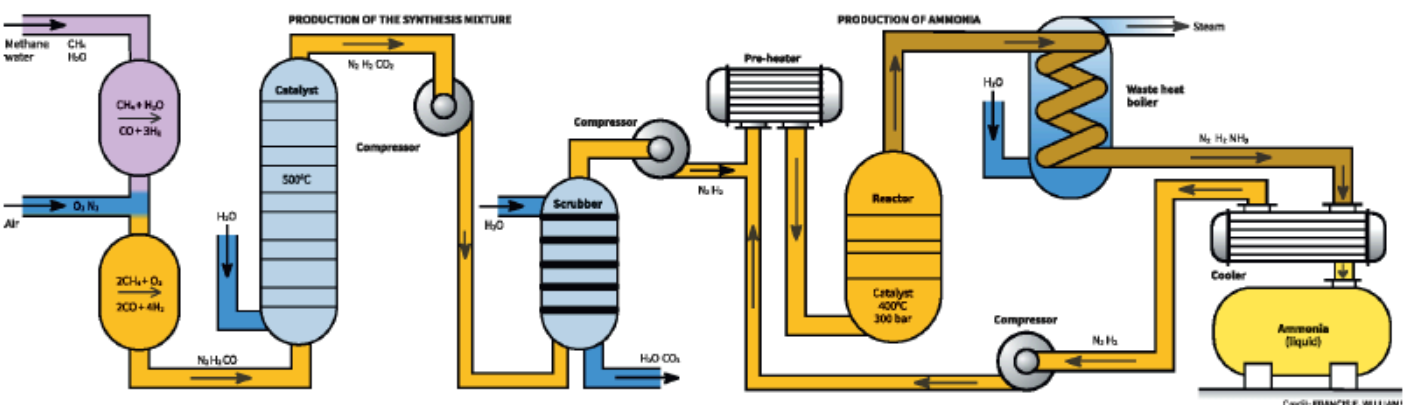 PRODUCTION OF THE SYNTHESIS MIXTURE
PRODUCTION OF AMMONIA
Methane
water
CH₄
H₂O
CH₄ + H₂O
CO + 3H₂
Air
O₂ N₂
2CH₄ + O₂
2CO + 4H₂
N₂ H₂ CO
H₂O
Catalyst
500°C
N₂ H₂ CO₂
Compressor
H₂O
Scrubber
H₂O CO₂
Compressor
N₂ H₂
Pre-heater
Reactor
Catalyst
400°C
300 bar
H₂O
Steam
Waste heat
boiler
N₂ H₂ NH₃
Cooler
Ammonia
(liquid)
Compressor
N₂ H₂
Credit: FRANCIS E. WILLIAMS